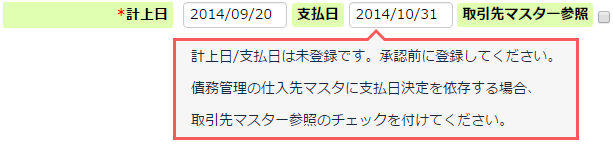 *計上日 2014/09/20 支払日 2014/10/31 取引先マスター参照
計上日/支払日は未登録です。承認前に登録してください。
債務管理の仕入先マスタに支払日決定を依存する場合、
取引先マスター参照のチェックを付けてください。